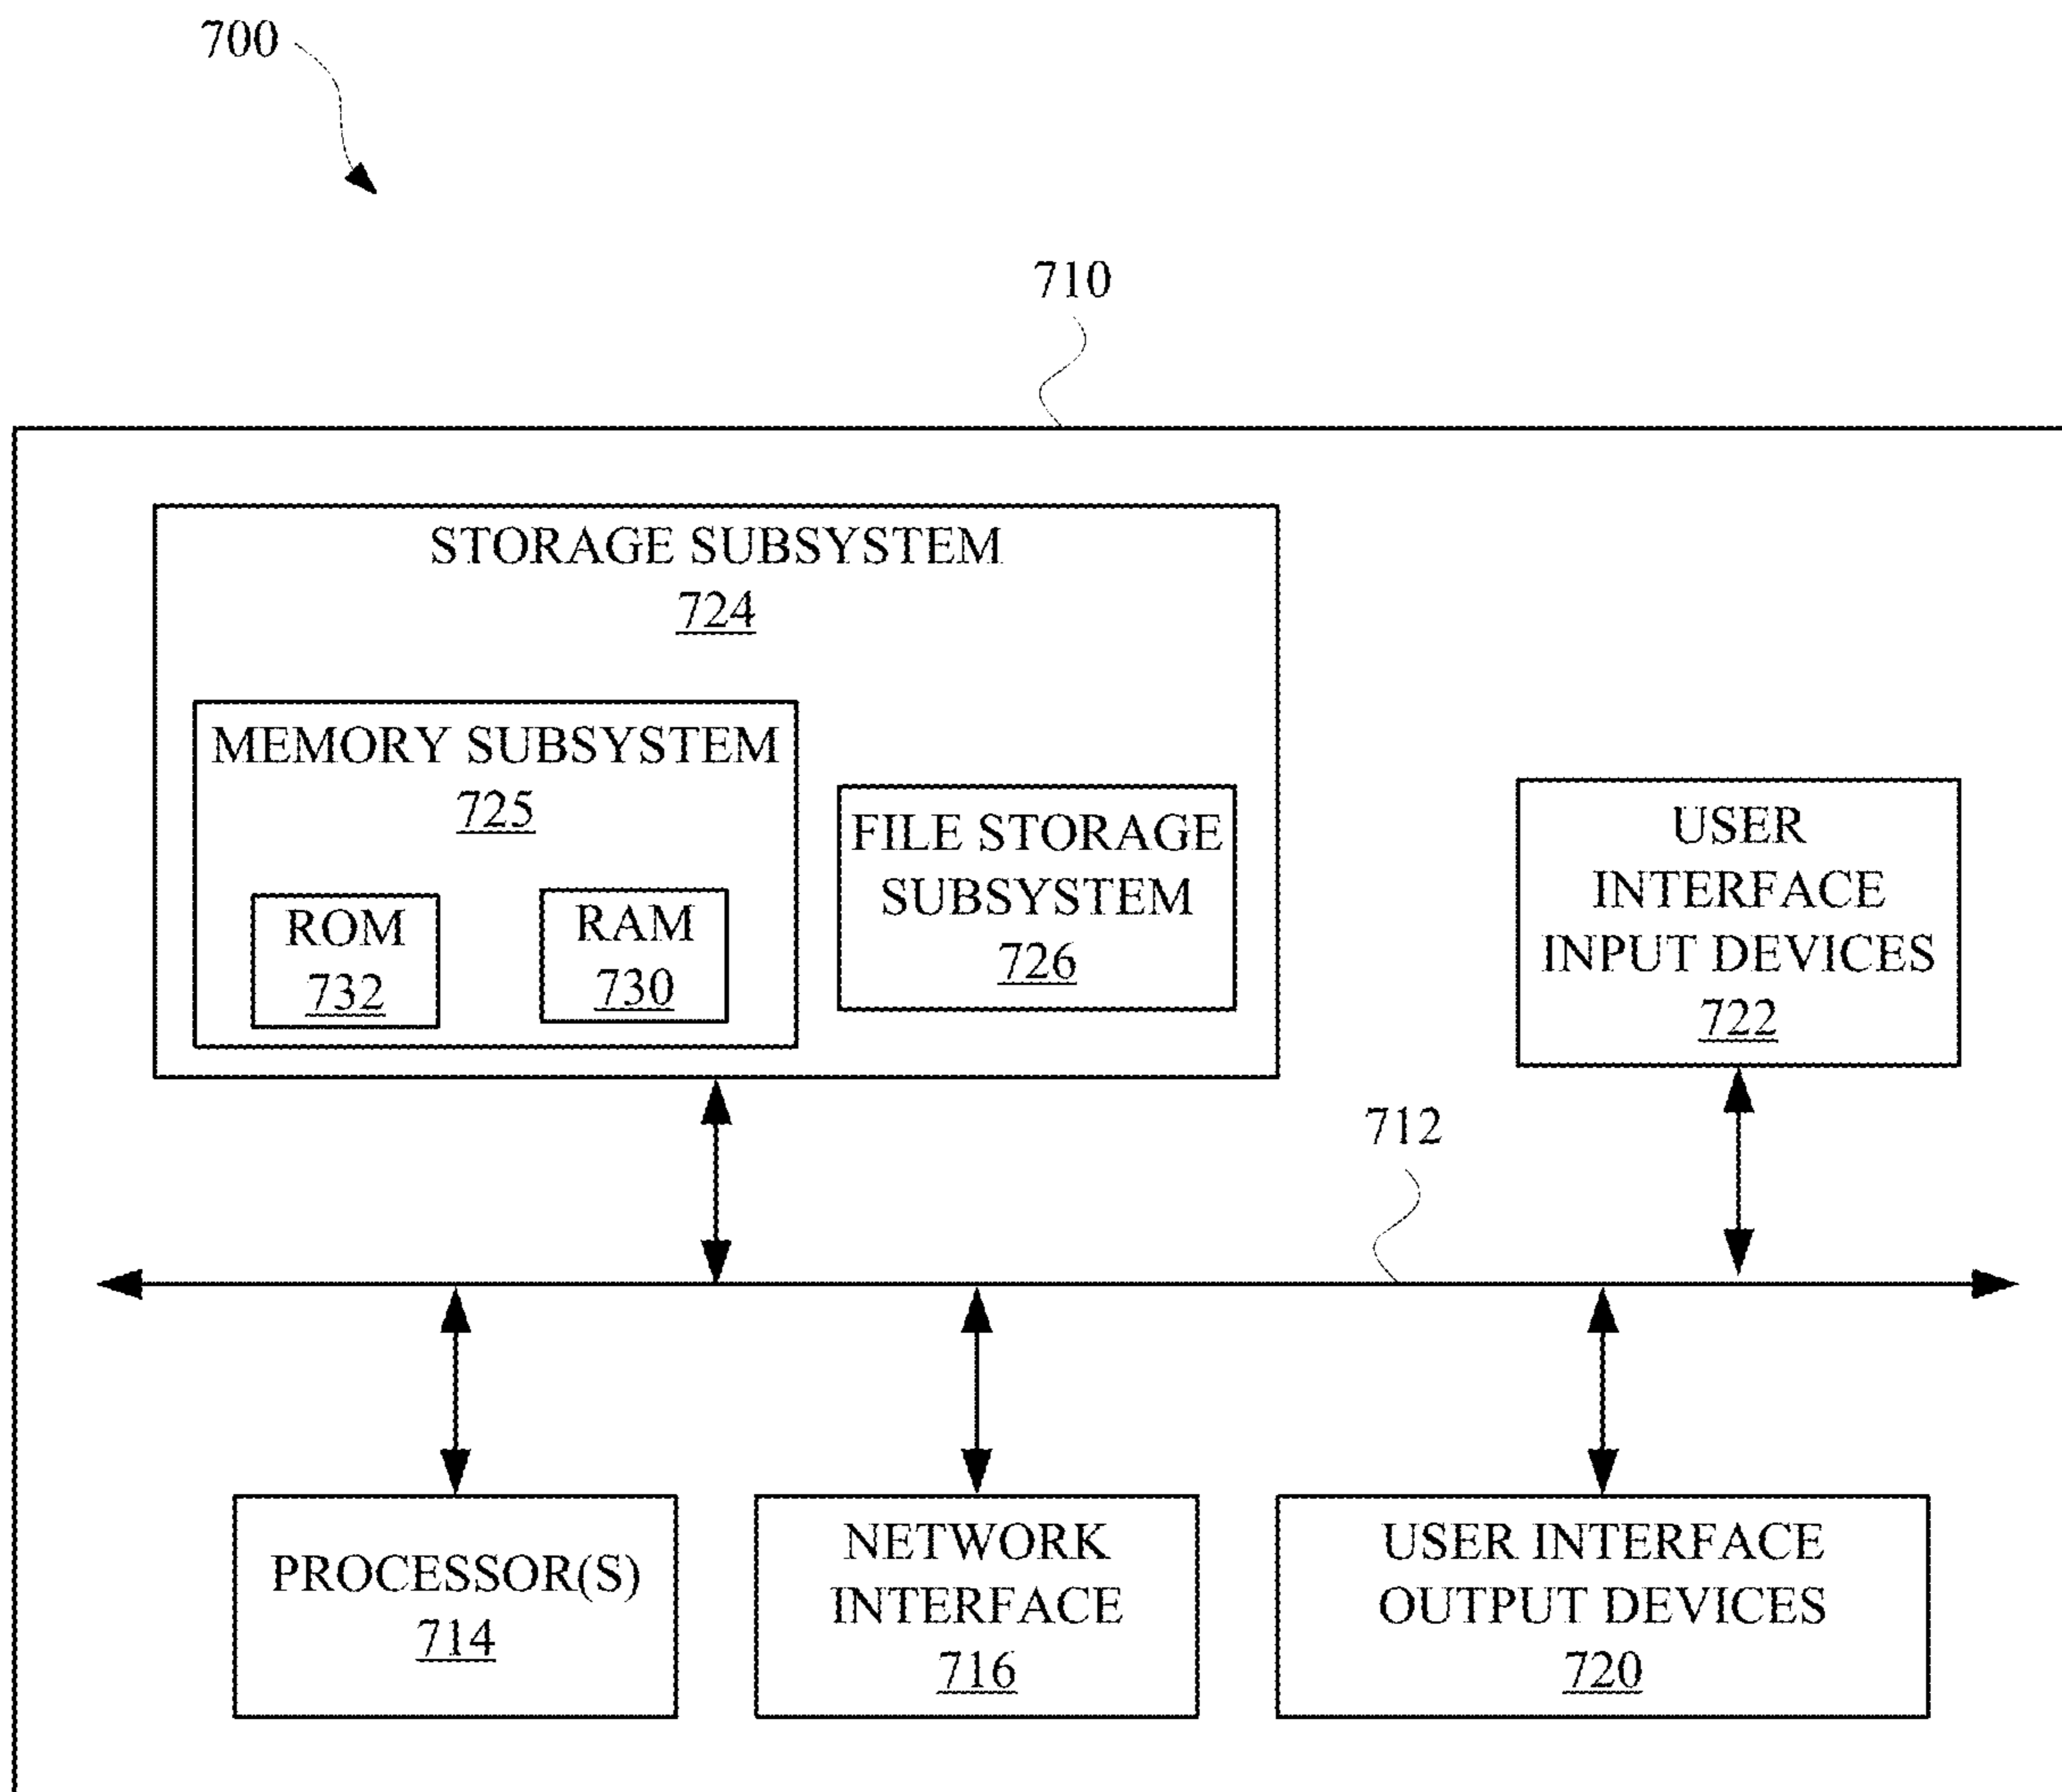 700
710
STORAGE SUBSYSTEM
724
MEMORY SUBSYSTEM
725
ROM
732
RAM
730
FILE STORAGE
SUBSYSTEM
726
USER
INTERFACE
INPUT DEVICES
722
712
PROCESSOR(S)
714
NETWORK
INTERFACE
716
USER INTERFACE
OUTPUT DEVICES
720